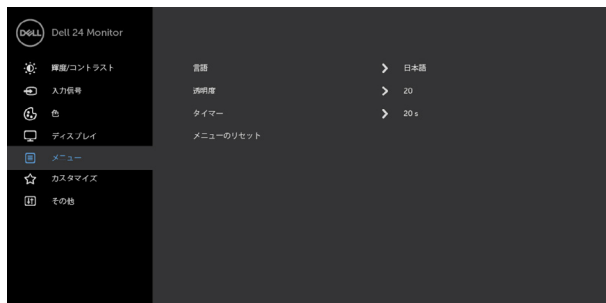 DELL Dell 24 Monitor
輝度/コントラスト
言語 日本語
入力信号
透明度 20
色
タイマー 20 s
ディスプレイ
メニューのリセット
メニュー
カスタマイズ
その他